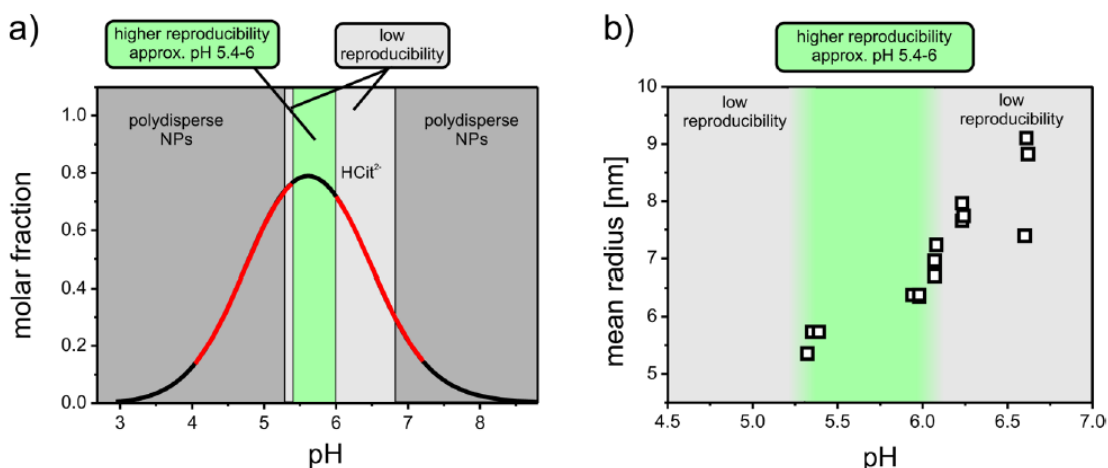 a)
higher reproducibility
approx. pH 5.4-6
low
reproducibility
polydisperse
NPs
HCit²⁻
polydisperse
NPs
molar fraction
1.0
0.8
0.6
0.4
0.2
0.0
3 4 5 6 7 8
pH
b)
higher reproducibility
approx. pH 5.4-6
low
reproducibility
low
reproducibility
mean radius [nm]
10
9
8
7
6
5
4.5 5.0 5.5 6.0 6.5 7.0
pH